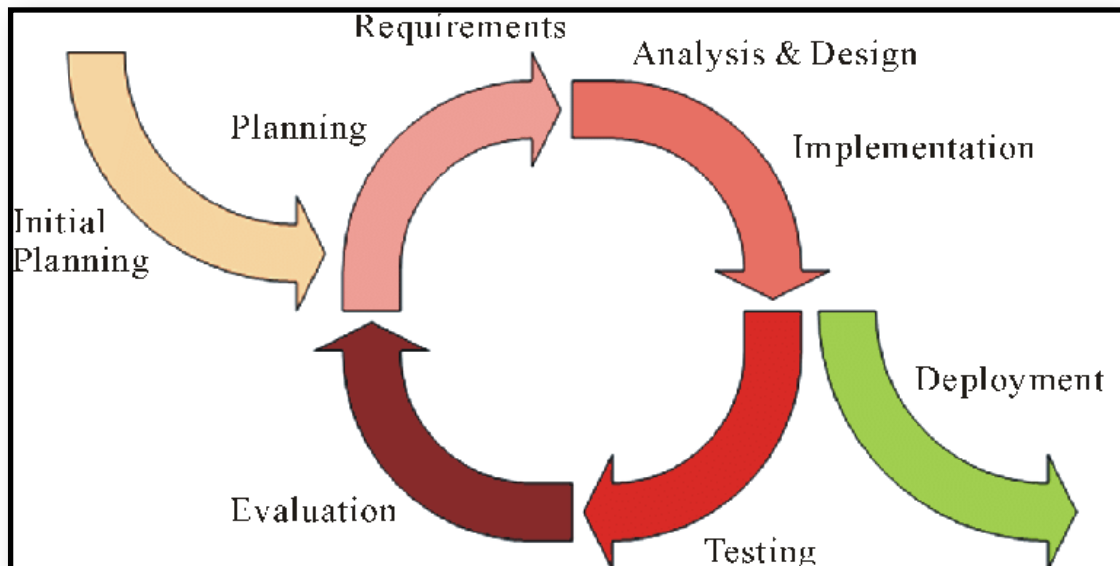 Requirements
Analysis & Design
Planning
Implementation
Initial
Planning
Deployment
Evaluation
Testing